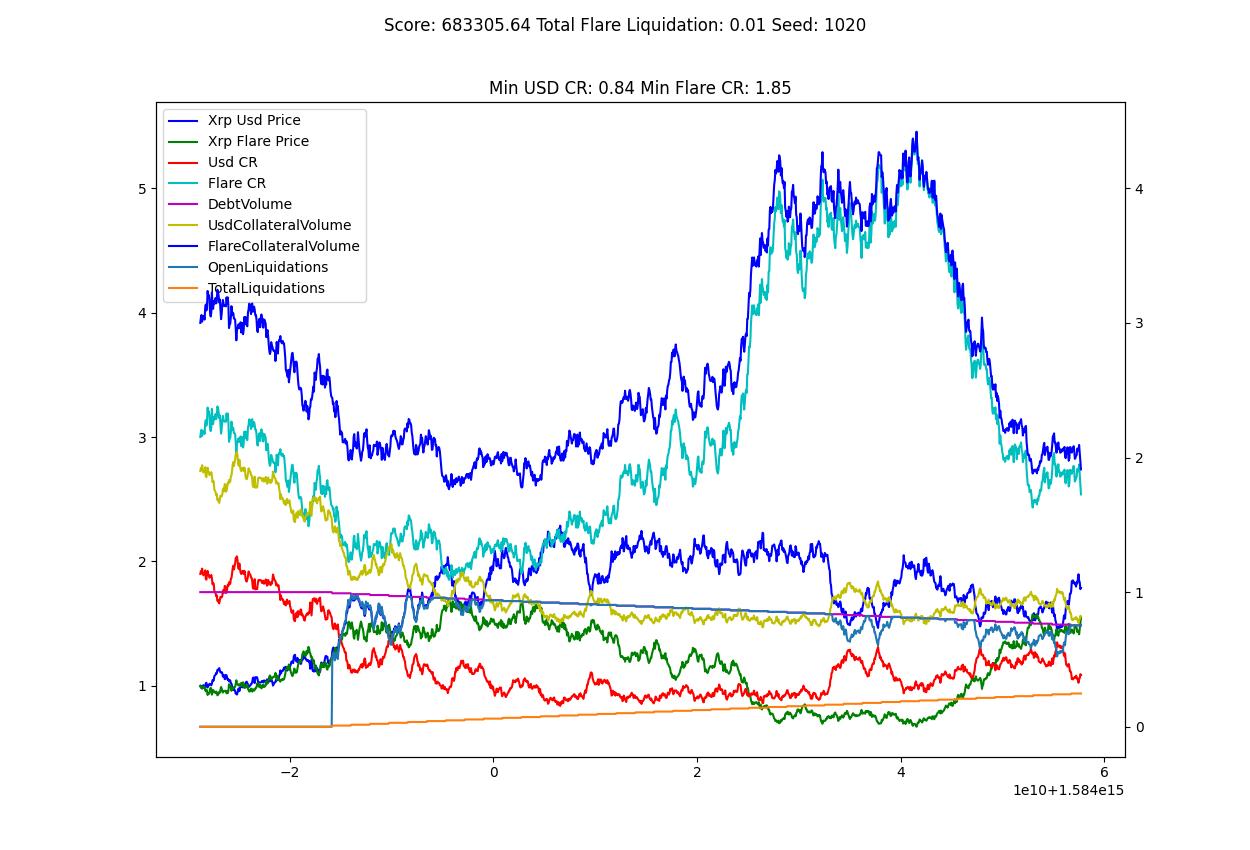 Score: 683305.64 Total Flare Liquidation: 0.01 Seed: 1020
Min USD CR: 0.84 Min Flare CR: 1.85
Xrp Usd Price
Xrp Flare Price
Usd CR
Flare CR
DebtVolume
UsdCollateralVolume
FlareCollateralVolume
OpenLiquidations
TotalLiquidations
5
4
3
2
1
4
3
2
1
0
−2
0
2
4
6
1e10+1.584e15